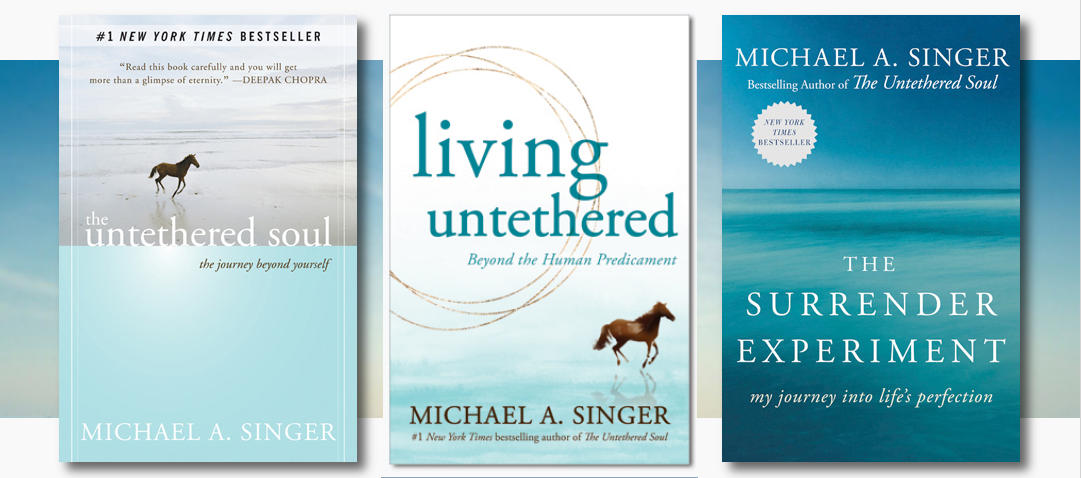 #1 NEW YORK TIMES BESTSELLER
“Read this book carefully and you will get
more than a glimpse of eternity.” —DEEPAK CHOPRA
the
untethered soul
the journey beyond yourself
MICHAEL A. SINGER
living
untethered
Beyond the Human Predicament
MICHAEL A. SINGER
#1 New York Times bestselling author of The Untethered Soul
MICHAEL A. SINGER
Bestselling Author of The Untethered Soul
NEW YORK
TIMES
BESTSELLER
THE
SURRENDER
EXPERIMENT
my journey into life’s perfection